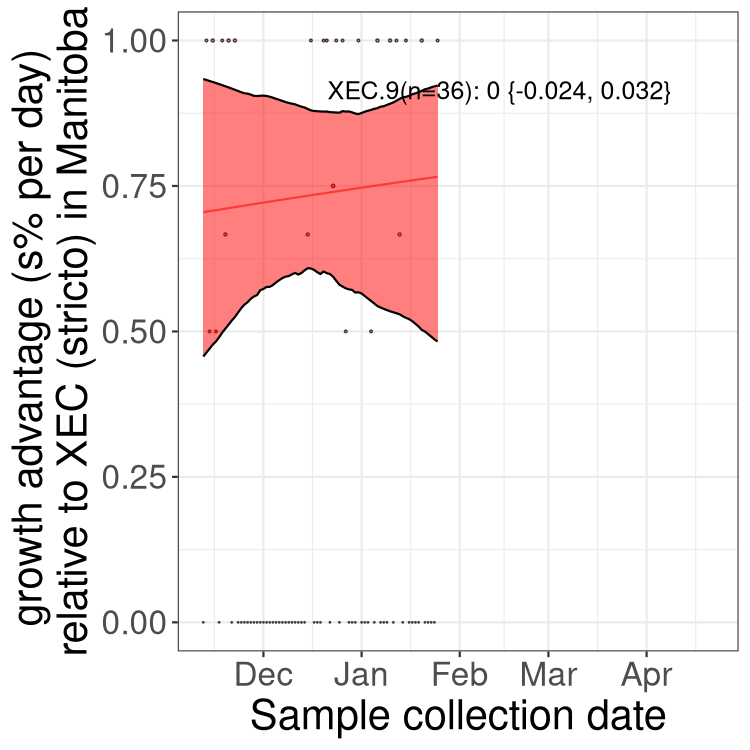 growth advantage (s% per day)
relative to XEC (stricto) in Manitoba
1.00
0.75
0.50
0.25
0.00
XEC.9(n=36): 0 {-0.024, 0.032}
Dec Jan Feb Mar Apr
Sample collection date